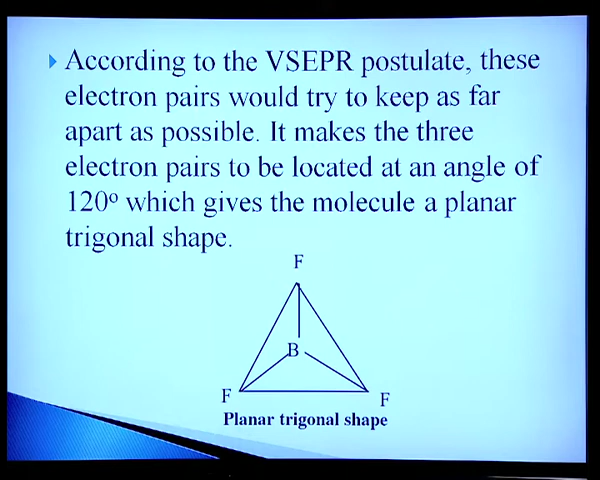 According to the VSEPR postulate, these
electron pairs would try to keep as far
apart as possible. It makes the three
electron pairs to be located at an angle of
120º which gives the molecule a planar
trigonal shape.
F
B
F
F
Planar trigonal shape